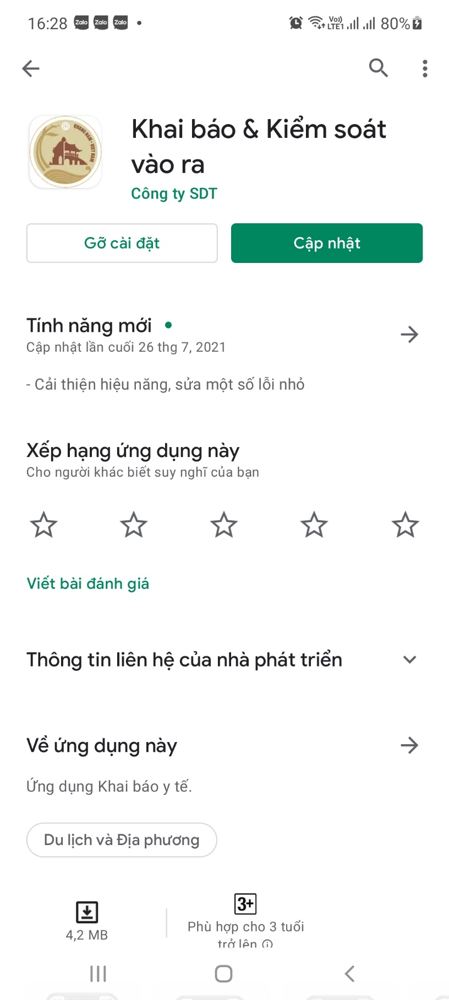 16:28 Zalo Zalo Zalo • Vo)) LTE1 80%
QUANG NAM - VIET NAM
Khai báo & Kiểm soát
vào ra
Công ty SDT
Gỡ cài đặt
Cập nhật
Tính năng mới •
Cập nhật lần cuối 26 thg 7, 2021
- Cải thiện hiệu năng, sửa một số lỗi nhỏ
Xếp hạng ứng dụng này
Cho người khác biết suy nghĩ của bạn
Viết bài đánh giá
Thông tin liên hệ của nhà phát triển
Về ứng dụng này
Ứng dụng Khai báo y tế.
Du lịch và Địa phương
4,2 MB
3+
Phù hợp cho 3 tuổi
trở lên